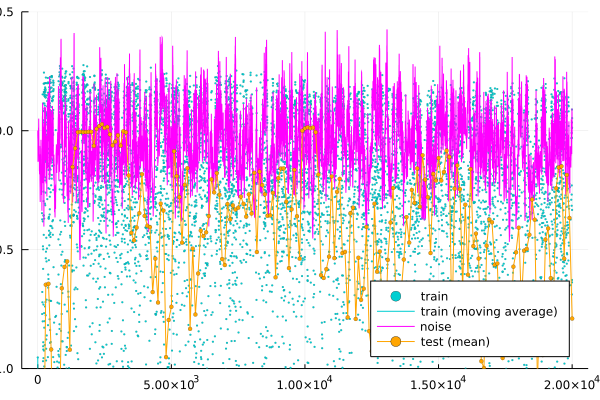 0.5
0.0
0.5
1.0
0
5.00×10³
1.00×10⁴
1.50×10⁴
2.00×10⁴
train
train (moving average)
noise
test (mean)